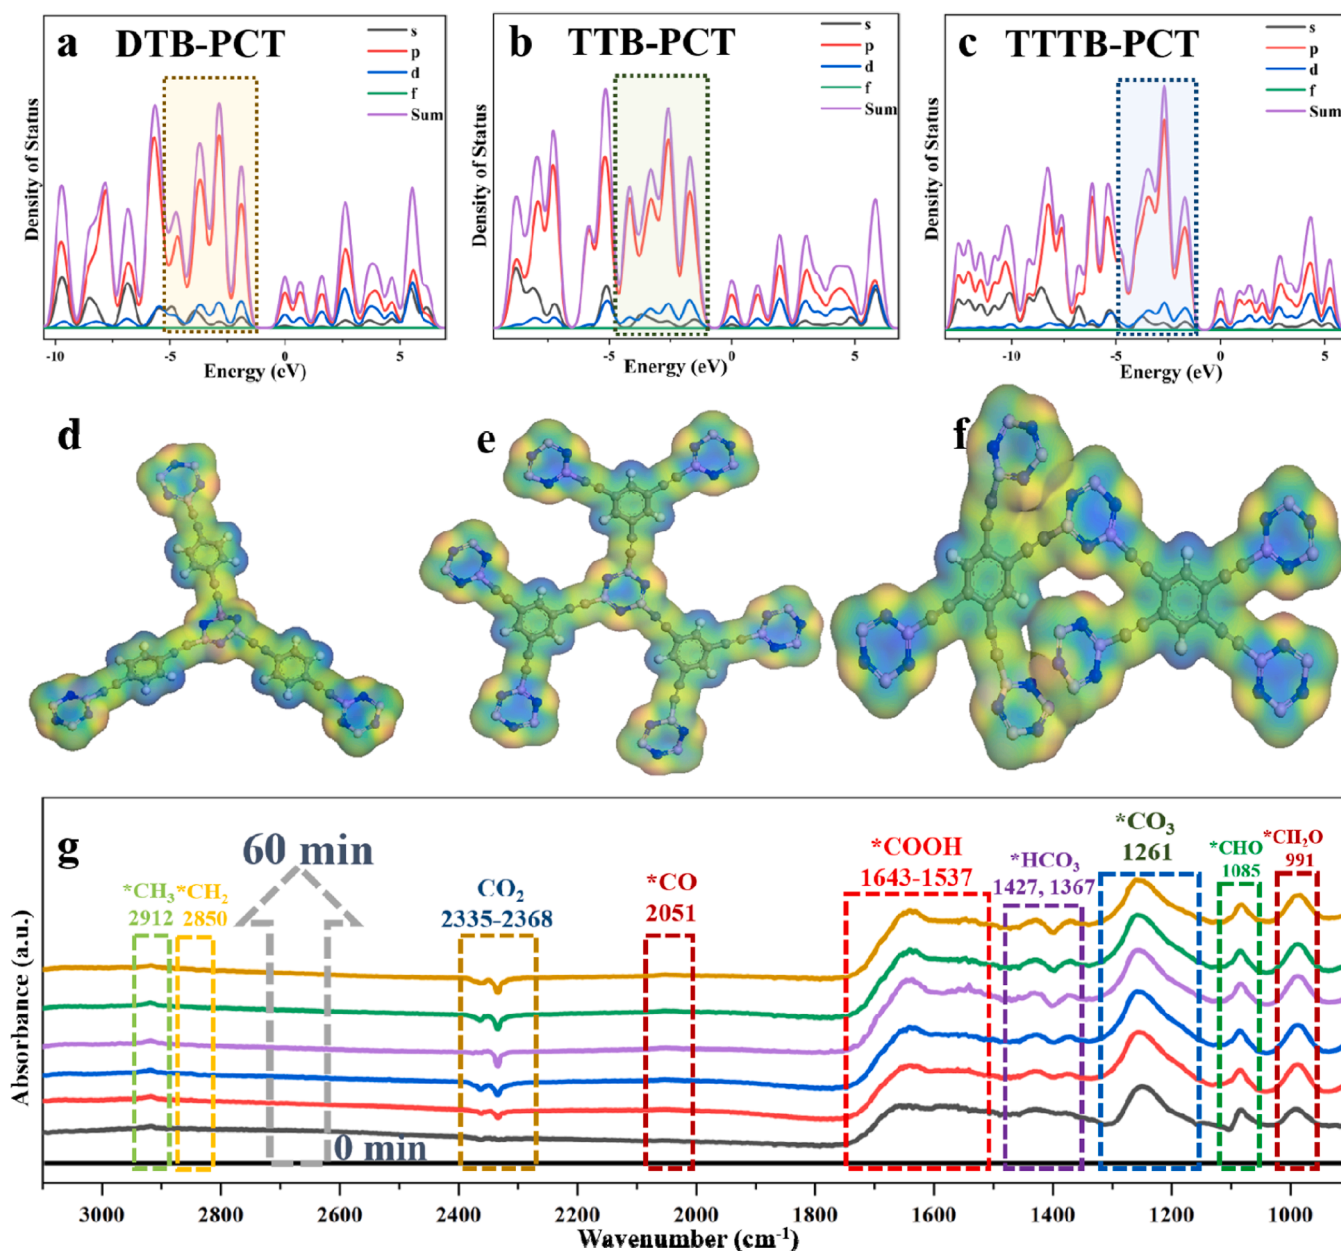 a DTB-PCT
s
p
d
f
Sum
Density of Status
-10 -5 0 5
Energy (eV)
b TTB-PCT
s
p
d
f
Sum
Density of Status
-5 0 5
Energy (eV)
c TTTB-PCT
s
p
d
f
Sum
Density of Status
-10 -5 0 5
Energy (eV)
d
e
f
g
60 min
0 min
*CH₃
2912
*CH₂
2850
CO₂
2335-2368
*CO
2051
*COOH
1643-1537
*HCO₃
1427, 1367
*CO₃
1261
*CHO
1085
*CH₂O
991
Absorbance (a.u.)
3000 2800 2600 2400 2200 2000 1800 1600 1400 1200 1000
Wavenumber (cm⁻¹)